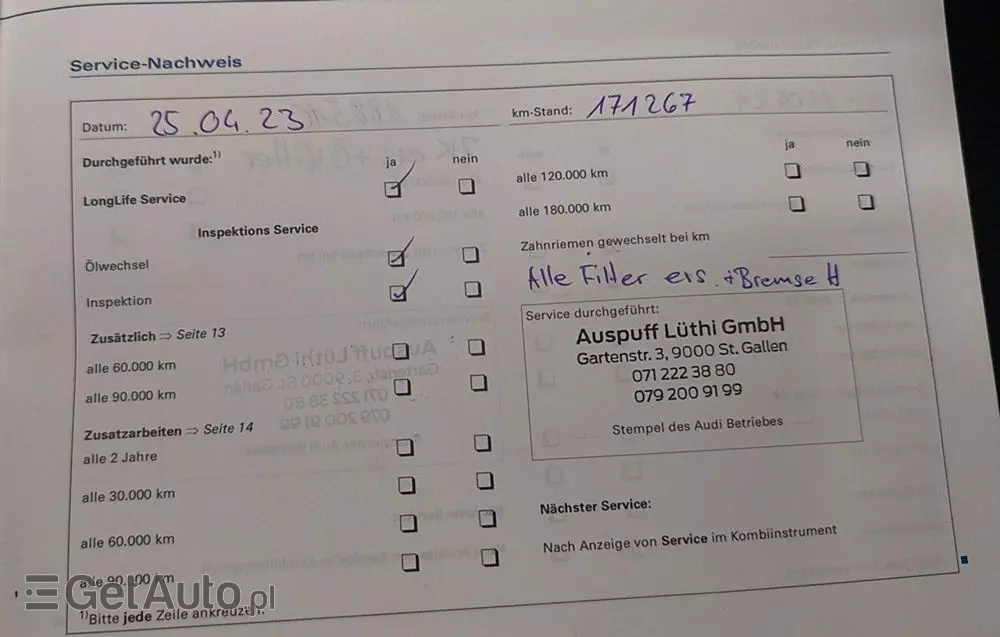 Service-Nachweis
Datum: 25.04.23
km-Stand: 171267
Durchgeführt wurde:1)
ja nein
LongLife Service
Inspektions Service
Ölwechsel
Inspektion
Zusätzlich ⇒ Seite 13
alle 60.000 km
alle 90.000 km
Zusatzarbeiten ⇒ Seite 14
alle 2 Jahre
alle 30.000 km
alle 60.000 km
alle 90.000 km
1)Bitte jede Zeile ankreuzen.
ja nein
alle 120.000 km
alle 180.000 km
Zahnriemen gewechselt bei km
Alle Filter ers. + Bremse H
Service durchgeführt:
Auspuff Lüthi GmbH
Gartenstr. 3, 9000 St. Gallen
071 222 38 80
079 200 91 99
Stempel des Audi Betriebes
Nächster Service:
Nach Anzeige von Service im Kombiinstrument
GetAuto.pl